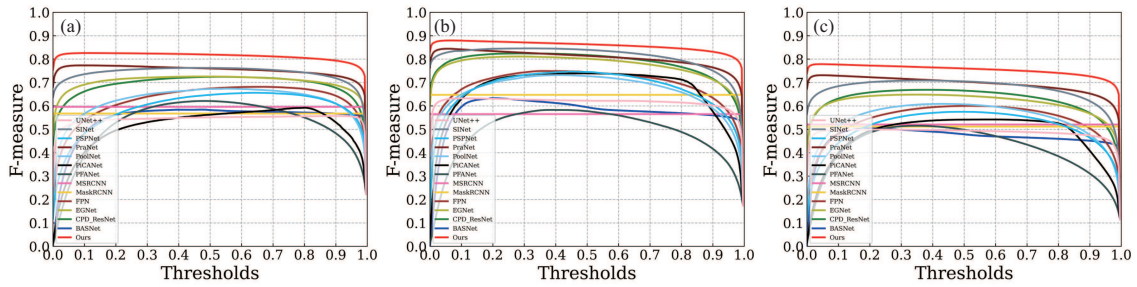 (a)
F-measure
1.0
0.9
0.8
0.7
0.6
0.5
0.4
0.3
0.2
0.1
0.0
UNet++
SINet
PSPNet
PraNet
PoolNet
PiCANet
PFANet
MSRCNN
MaskRCNN
FPN
EGNet
CPD_ResNet
BASNet
Ours
0.0 0.1 0.2 0.3 0.4 0.5 0.6 0.7 0.8 0.9 1.0
Thresholds
(b)
F-measure
1.0
0.9
0.8
0.7
0.6
0.5
0.4
0.3
0.2
0.1
0.0
UNet++
SINet
PSPNet
PraNet
PoolNet
PiCANet
PFANet
MSRCNN
MaskRCNN
FPN
EGNet
CPD_ResNet
BASNet
Ours
0.0 0.1 0.2 0.3 0.4 0.5 0.6 0.7 0.8 0.9 1.0
Thresholds
(c)
F-measure
1.0
0.9
0.8
0.7
0.6
0.5
0.4
0.3
0.2
0.1
0.0
UNet++
SINet
PSPNet
PraNet
PoolNet
PiCANet
PFANet
MSRCNN
MaskRCNN
FPN
EGNet
CPD_ResNet
BASNet
Ours
0.0 0.1 0.2 0.3 0.4 0.5 0.6 0.7 0.8 0.9 1.0
Thresholds